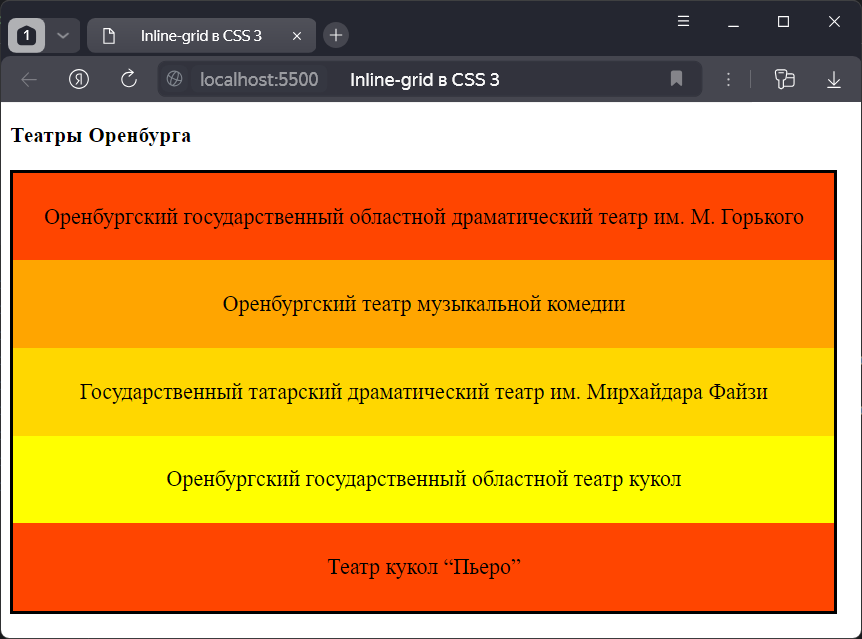 1
Inline-grid в CSS 3
Я
localhost:5500 Inline-grid в CSS 3
Театры Оренбурга
Оренбургский государственный областной драматический театр им. М. Горького
Оренбургский театр музыкальной комедии
Государственный татарский драматический театр им. Мирхайдара Файзи
Оренбургский государственный областной театр кукол
Театр кукол “Пьеро”